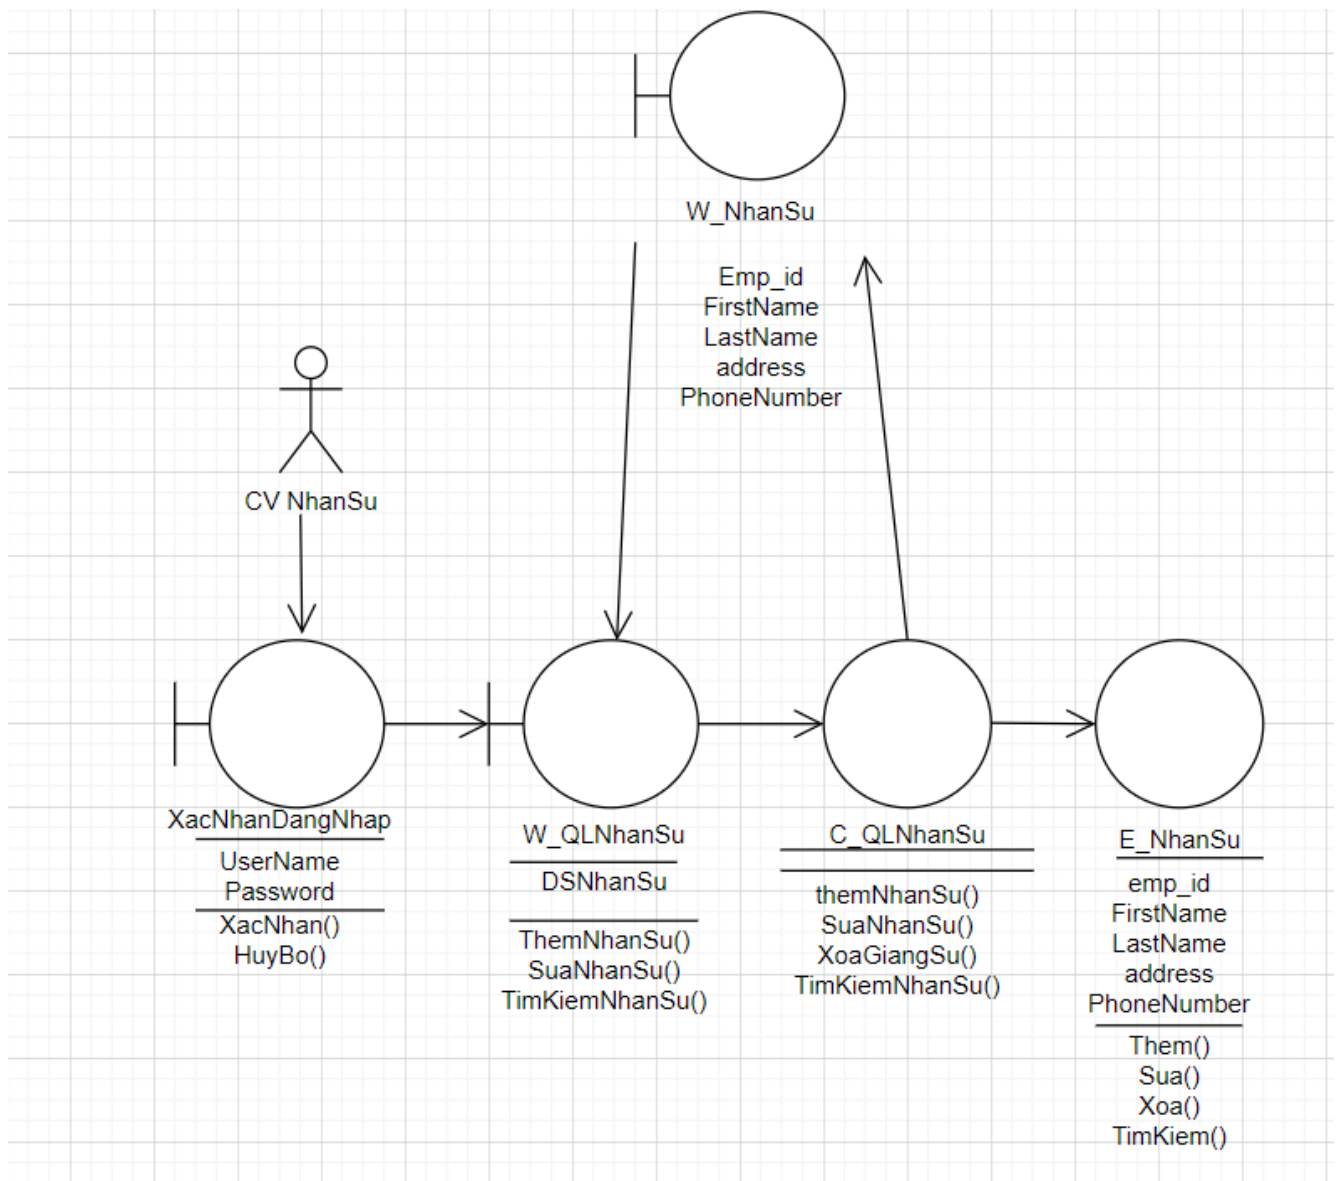 W_NhanSu
Emp_id
FirstName
LastName
address
PhoneNumber
CV NhanSu
XacNhanDangNhap
UserName
Password
XacNhan()
HuyBo()
W_QLNhanSu
DSNhanSu
ThemNhanSu()
SuaNhanSu()
TimKiemNhanSu()
C_QLNhanSu
themNhanSu()
SuaNhanSu()
XoaGiangSu()
TimKiemNhanSu()
E_NhanSu
emp_id
FirstName
LastName
address
PhoneNumber
Them()
Sua()
Xoa()
TimKiem()